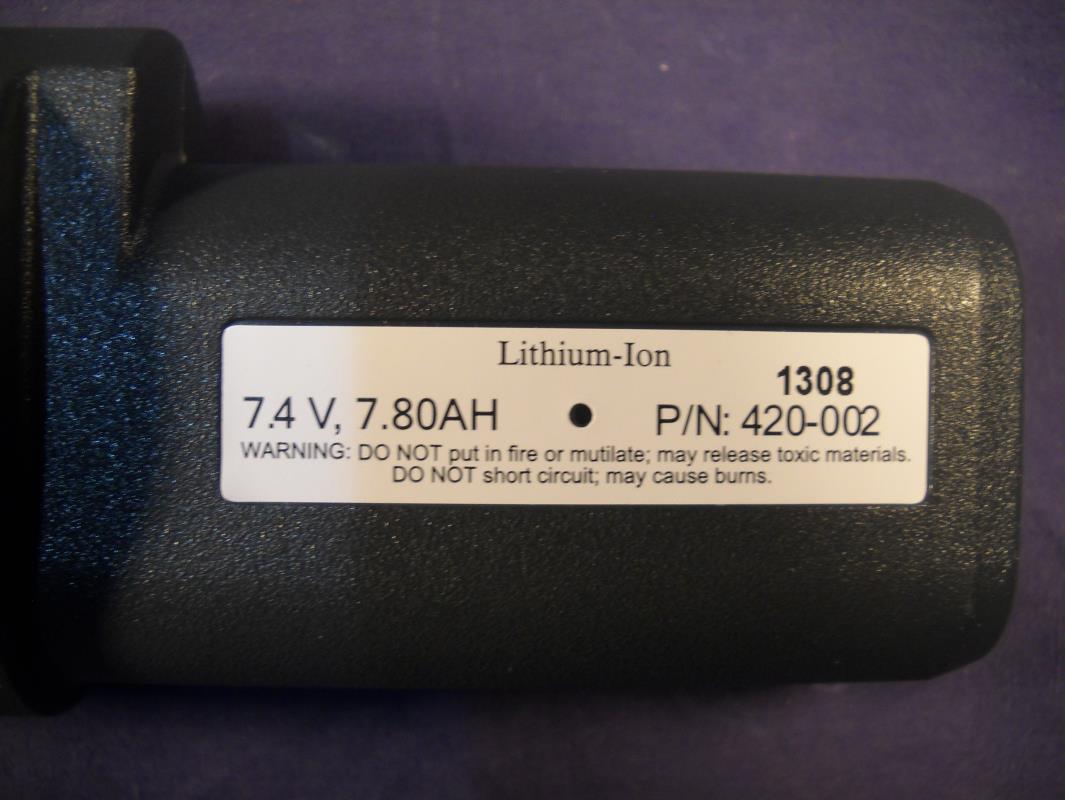 Lithium-Ion
1308
7.4 V, 7.80AH P/N: 420-002
WARNING: DO NOT put in fire or mutilate; may release toxic materials.
DO NOT short circuit; may cause burns.